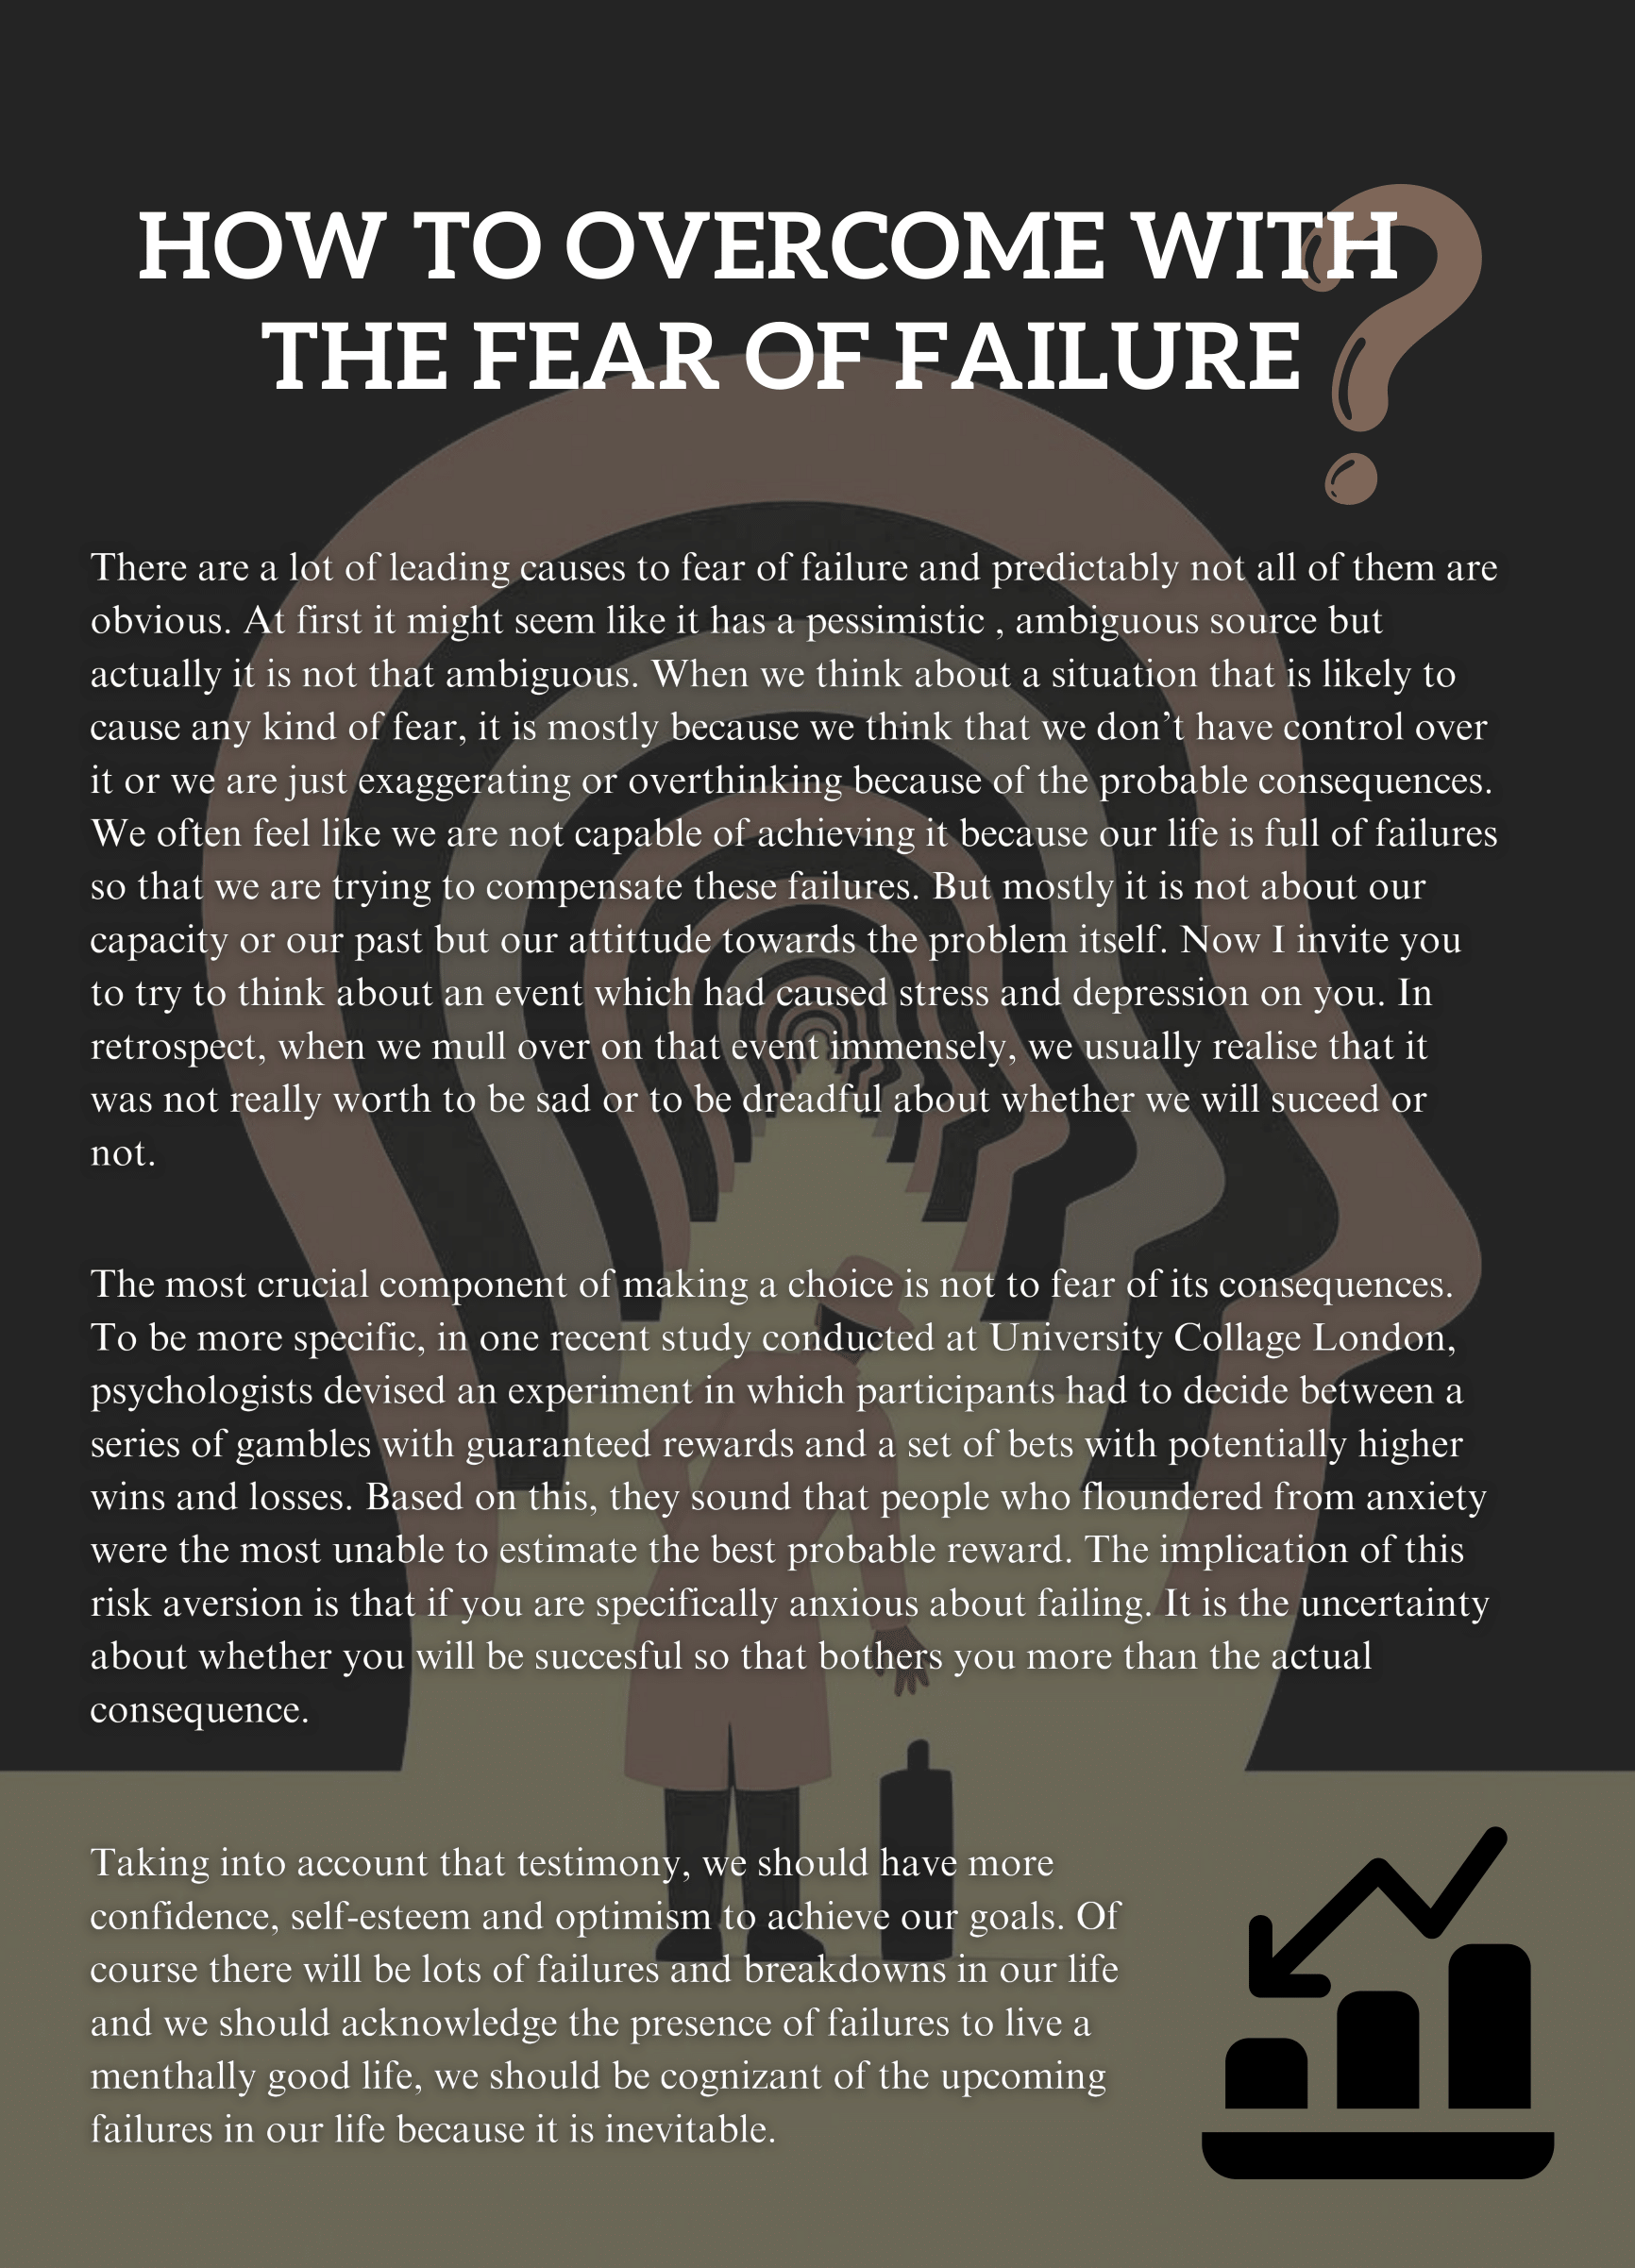 HOW TO OVERCOME WITH
THE FEAR OF FAILURE ?
There are a lot of leading causes to fear of failure and predictably not all of them are
obvious. At first it might seem like it has a pessimistic , ambiguous source but
actually it is not that ambiguous. When we think about a situation that is likely to
cause any kind of fear, it is mostly because we think that we don’t have control over
it or we are just exaggerating or overthinking because of the probable consequences.
We often feel like we are not capable of achieving it because our life is full of failures
so that we are trying to compensate these failures. But mostly it is not about our
capacity or our past but our attitude towards the problem itself. Now I invite you
to try to think about an event which had caused stress and depression on you. In
retrospect, when we mull over on that event immensely, we usually realise that it
was not really worth to be sad or to be dreadful about whether we will suceed or
not.
The most crucial component of making a choice is not to fear of its consequences.
To be more specific, in one recent study conducted at University Collage London,
psychologists devised an experiment in which participants had to decide between a
series of gambles with guaranteed rewards and a set of bets with potentially higher
wins and losses. Based on this, they sound that people who floundered from anxiety
were the most unable to estimate the best probable reward. The implication of this
risk aversion is that if you are specifically anxious about failing. It is the uncertainty
about whether you will be succesful so that bothers you more than the actual
consequence.
Taking into account that testimony, we should have more
confidence, self-esteem and optimism to achieve our goals. Of
course there will be lots of failures and breakdowns in our life
and we should acknowledge the presence of failures to live a
menthally good life, we should be cognizant of the upcoming
failures in our life because it is inevitable.